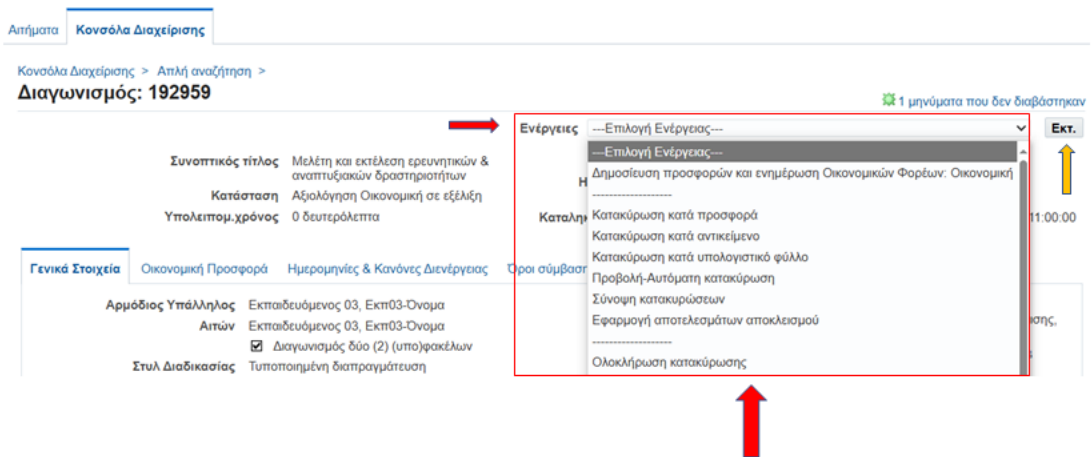 Αιτήματα Κονσόλα Διαχείρισης
Κονσόλα Διαχείρισης > Απλή αναζήτηση >
Διαγωνισμός: 192959
1 μηνύματα που δεν διαβάστηκαν
Ενέργειες ---Επιλογή Ενέργειας--- Εκτ.
---Επιλογή Ενέργειας---
Δημοσίευση προσφορών και ενημέρωση Οικονομικών Φορέων: Οικονομική
-------------------
Κατακύρωση κατά προσφορά
Κατακύρωση κατά αντικείμενο
Κατακύρωση κατά υπολογιστικό φύλλο
Προβολή-Αυτόματη κατακύρωση
Σύνοψη κατακυρώσεων
Εφαρμογή αποτελεσμάτων αποκλεισμού
-------------------
Ολοκλήρωση κατακύρωσης
Συνοπτικός τίτλος Μελέτη και εκτέλεση ερευνητικών &
αναπτυξιακών δραστηριοτήτων
Κατάσταση Αξιολόγηση Οικονομική σε εξέλιξη
Υπολειπομ.χρόνος 0 δευτερόλεπτα
11:00:00
Γενικά Στοιχεία Οικονομική Προσφορά Ημερομηνίες & Κανόνες Διενέργειας Όροι
Αρμόδιος Υπάλληλος Εκπαιδευόμενος 03, Εκπ03-Όνομα
Αιτών Εκπαιδευόμενος 03, Εκπ03-Όνομα
Διαγωνισμός δύο (2) (υπο)φακέλων
Στυλ Διαδικασίας Τυποποιημένη διαπραγμάτευση